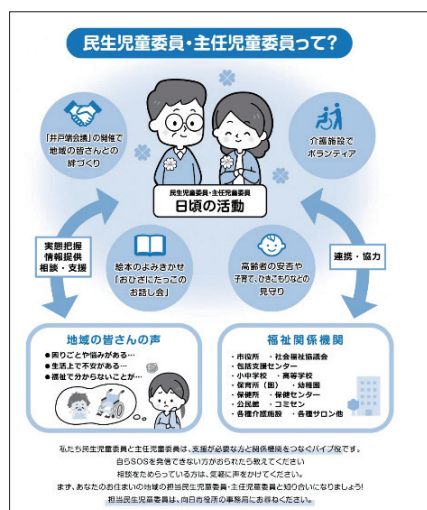 民生児童委員・主任児童委員って？
「井戸端会議」の開催で
地域の皆さんとの
絆づくり
介護施設で
ボランティア
民生児童委員・主任児童委員
日頃の活動
実態把握
情報提供
相談・支援
絵本のよみきかせ
「おひざにだっこの
お話し会」
高齢者の安否や
子育て、ひきこもりなどの
見守り
連携・協力
地域の皆さんの声
●困りごとや悩みがある…
●生活上で不安がある…
●福祉で分からないことが…
福祉関係機関
・市役所 ・社会福祉協議会
・包括支援センター
・小中学校 ・高等学校
・保育所（園） ・幼稚園
・保健所 ・保健センター
・公民館 ・コミセン
・各種介護施設 ・各種サロン他
私たち民生児童委員と主任児童委員は、支援が必要な方と関係機関をつなぐパイプ役です。
自らSOSを発信できない方がおられたら教えてください
相談をためらっている方は、気軽に声をかけてください。
まず、あなたのお住まいの地域の担当民生児童委員・主任児童委員と知り合いになりましょう！
担当民生児童委員は、向日市役所の事務局にお尋ねください。